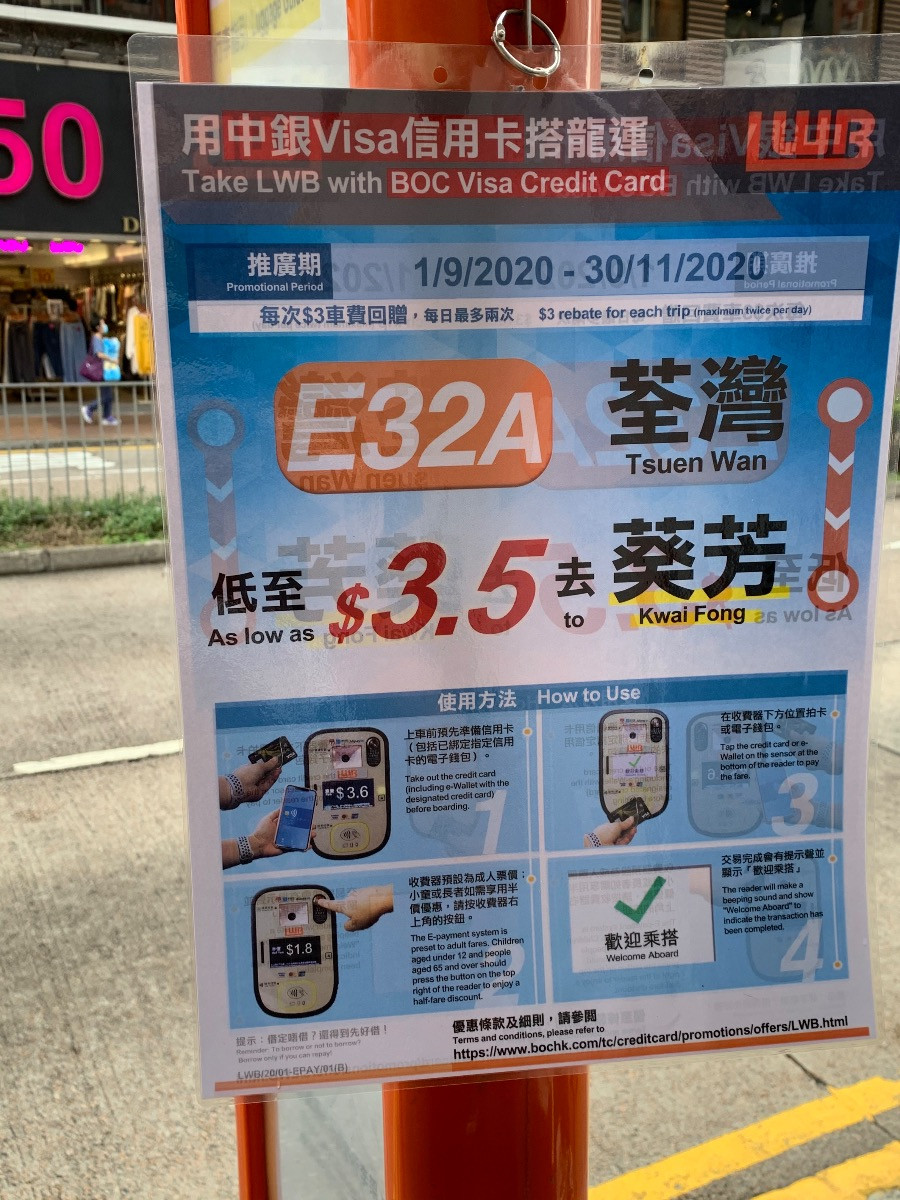 50
D
用中銀Visa信用卡搭龍運
Take LWB with BOC Visa Credit Card
LWB
推廣期
Promotional Period
1/9/2020 - 30/11/2020
每次$3車費回贈，每日最多兩次 $3 rebate for each trip (maximum twice per day)
E32A
荃灣
Tsuen Wan
低至
As low as
$3.5
去
to
葵芳
Kwai Fong
使用方法 How to Use
上車前預先準備信用卡
（包括已綁定指定信用
卡的電子錢包）。
Take out the credit card
(including e-Wallet with the
designated credit card)
before boarding.
LWB
$3.6
1
在收費器下方位置拍卡
或電子錢包。
Tap the credit card or e-
Wallet on the sensor at the
bottom of the reader to pay
the fare.
3
收費器預設為成人票價；
小童或長者如需享用半
價優惠，請按收費器右
上角的按鈕。
The E-payment system is
preset to adult fares. Children
aged under 12 and people
aged 65 and over should
press the button on the top
right of the reader to enjoy a
half-fare discount.
LWB
$1.8
2
交易完成會有提示聲並
顯示「歡迎乘搭」
The reader will make a
beeping sound and show
"Welcome Aboard" to
indicate the transaction has
been completed.
歡迎乘搭
Welcome Aboard
4
提示：借定唔借？還得到先好借！
Reminder: To borrow or not to borrow?
Borrow only if you can repay!
LWB/20/01-EPAY/01(B)
優惠條款及細則，請參閱
Terms and conditions, please refer to
https://www.bochk.com/tc/creditcard/promotions/offers/LWB.html